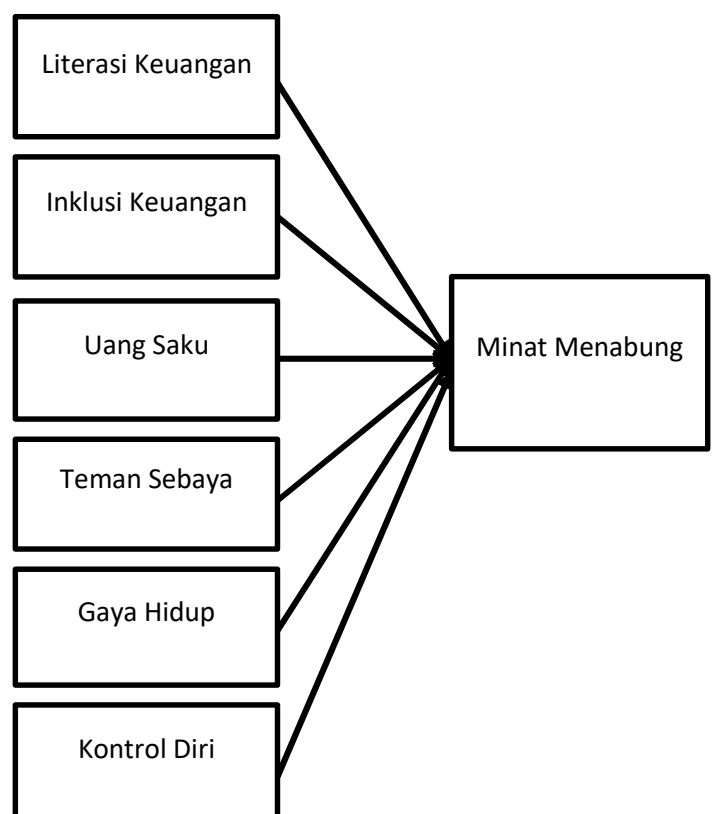 Literasi Keuangan
Inklusi Keuangan
Uang Saku
Minat Menabung
Teman Sebaya
Gaya Hidup
Kontrol Diri